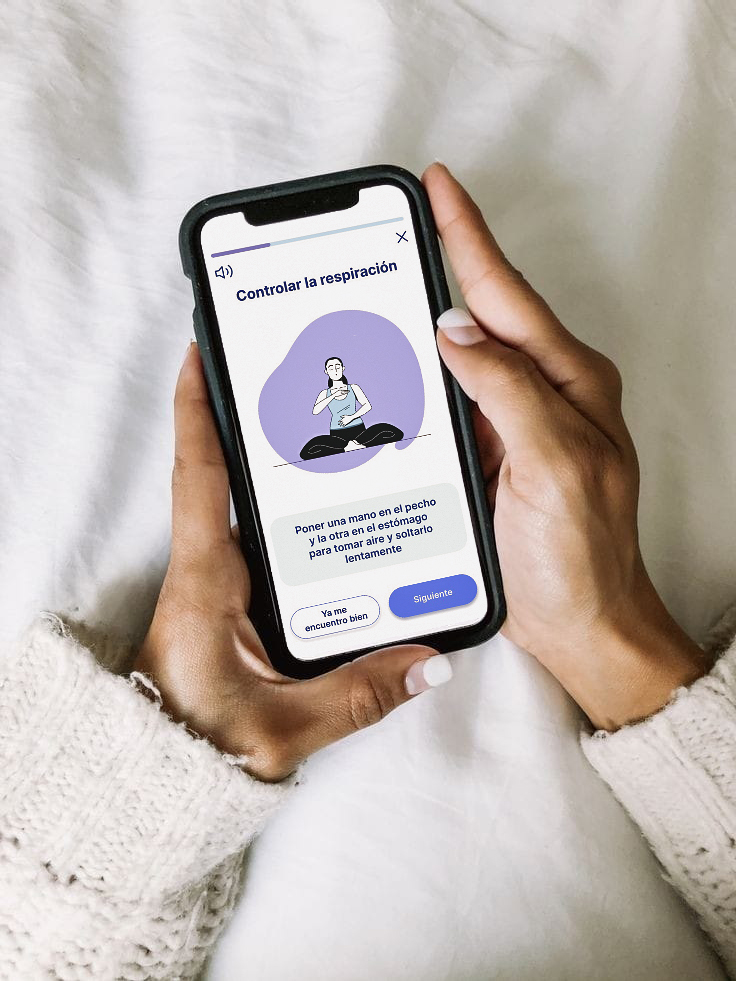 Controlar la respiración
Poner una mano en el pecho
y la otra en el estómago
para tomar aire y soltarlo
lentamente
Ya me
encuentro bien
Siguiente